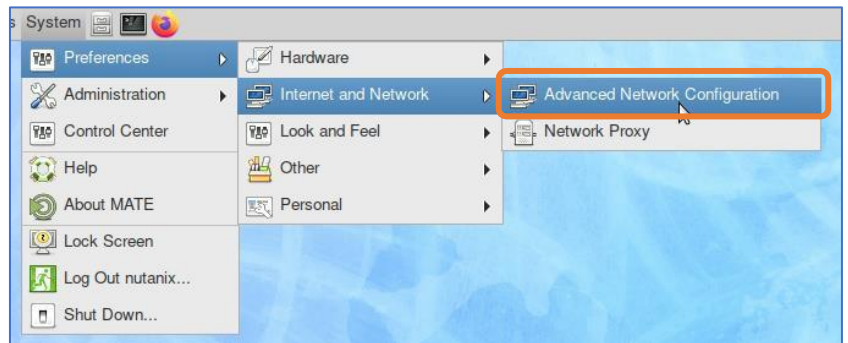 s System
Preferences
Administration
Control Center
Help
About MATE
Lock Screen
Log Out nutanix...
Shut Down...
Hardware
Internet and Network
Look and Feel
Other
Personal
Advanced Network Configuration
Network Proxy